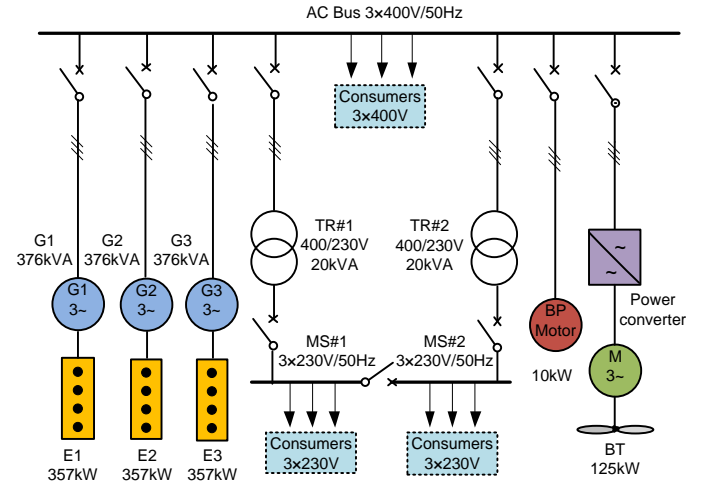 AC Bus 3×400V/50Hz
Consumers
3×400V
G1
376kVA
G2
376kVA
G3
376kVA
TR#1
400/230V
20kVA
TR#2
400/230V
20kVA
G1
3~
G2
3~
G3
3~
BP
Motor
10kW
~
~
Power
converter
M
3~
MS#1
3×230V/50Hz
MS#2
3×230V/50Hz
Consumers
3×230V
Consumers
3×230V
E1
357kW
E2
357kW
E3
357kW
BT
125kW